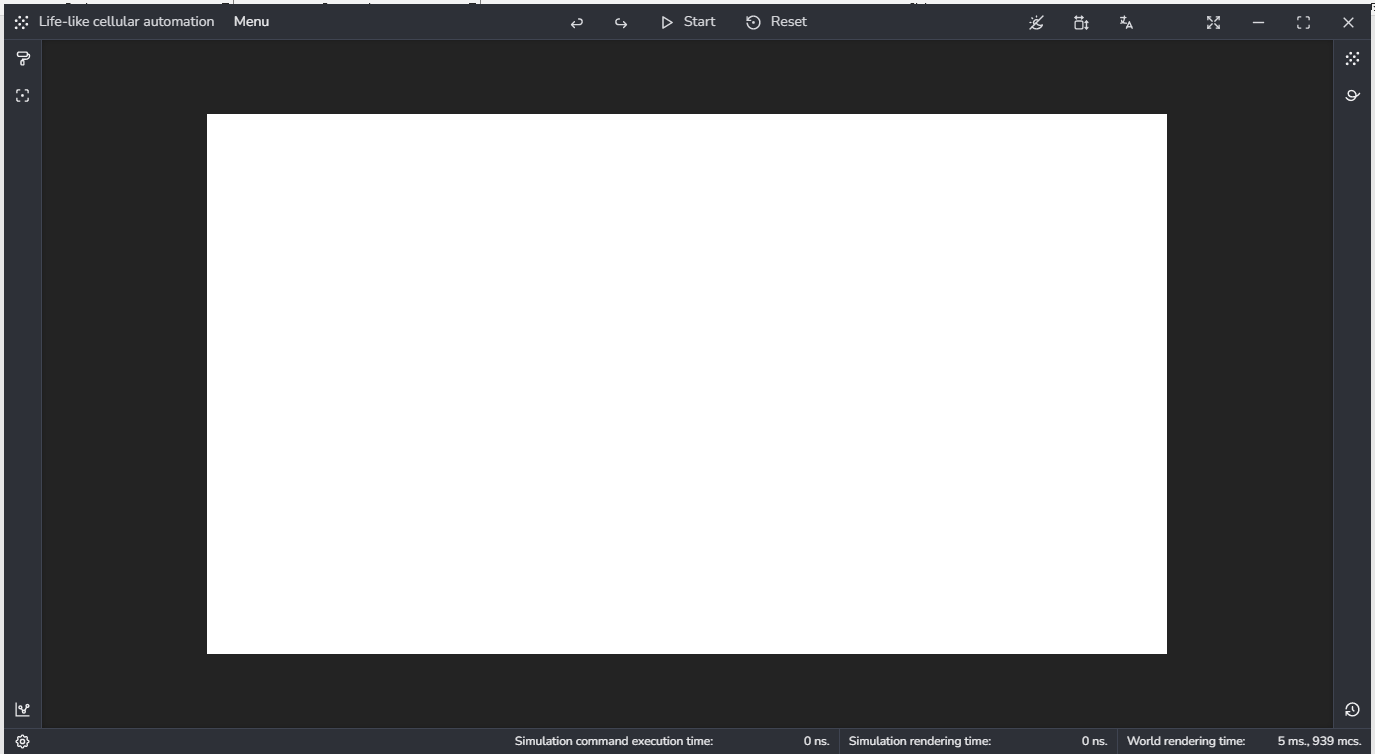 Life-like cellular automation Menu Start Reset
Simulation command execution time: 0 ns. Simulation rendering time: 0 ns. World rendering time: 5 ms., 939 mcs.